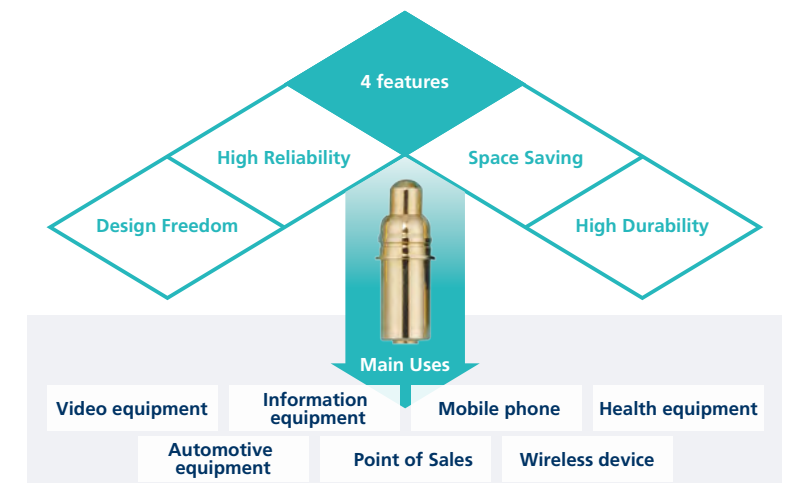 4 features
High Reliability
Space Saving
Design Freedom
High Durability
Main Uses
Video equipment
Information
equipment
Mobile phone
Health equipment
Automotive
equipment
Point of Sales
Wireless device